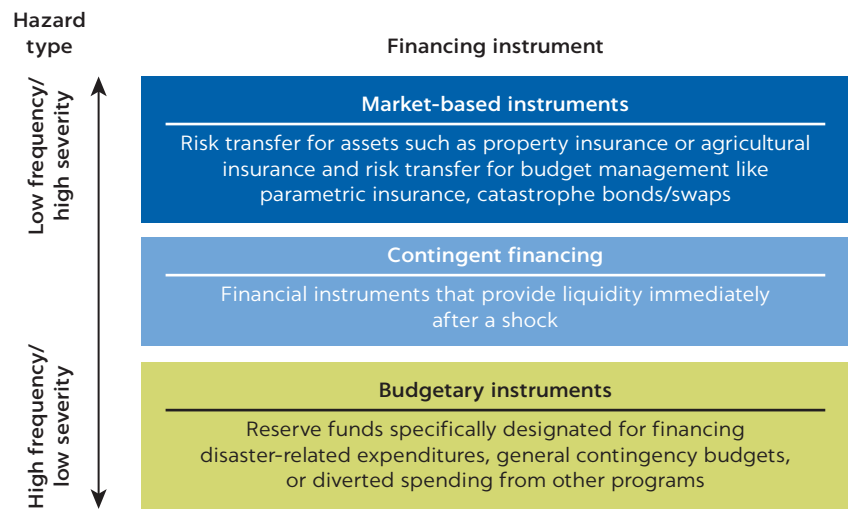 Hazard
type
Financing instrument
Low frequency/
high severity
Market-based instruments
Risk transfer for assets such as property insurance or agricultural
insurance and risk transfer for budget management like
parametric insurance, catastrophe bonds/swaps
Contingent financing
Financial instruments that provide liquidity immediately
after a shock
High frequency/
low severity
Budgetary instruments
Reserve funds specifically designated for financing
disaster-related expenditures, general contingency budgets,
or diverted spending from other programs